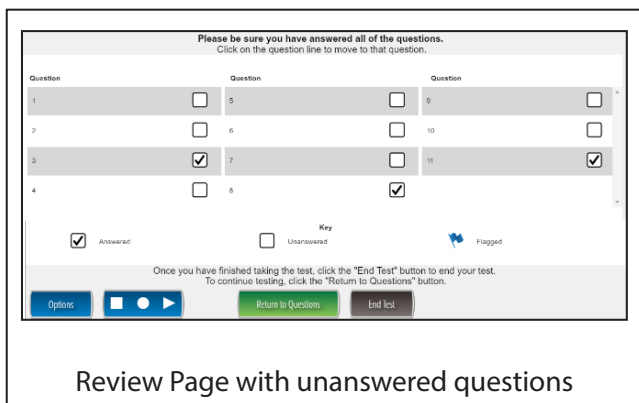 Please be sure you have answered all of the questions.
Click on the question line to move to that question.
Question Question Question
1 5 9
2 6 10
3 7 11
4 8
Key
Answered Unanswered Flagged
Once you have finished taking the test, click the "End Test" button to end your test.
To continue testing, click the "Return to Questions" button.
Options Return to Questions End Test
Review Page with unanswered questions